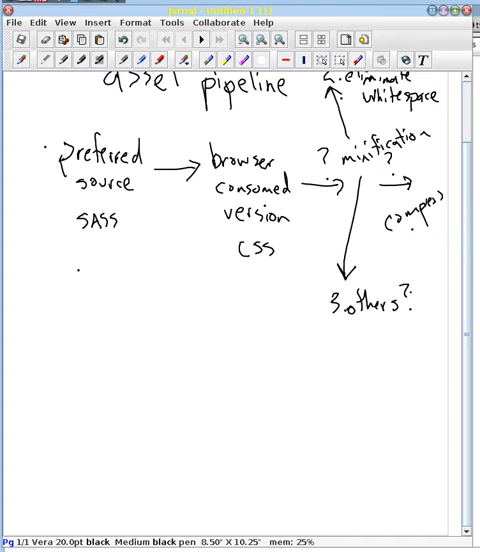 jarnal - Untitled 1 (1)
File Edit View Insert Format Tools Collaborate Help
T
asset pipeline
eliminate
whitespace
preferred
source
SASS
browser
consumed
version
CSS
? minification ?
compress
3. others?
Pg 1/1 Vera 20.0pt black Medium black pen 8.50" X 10.25" mem: 25%